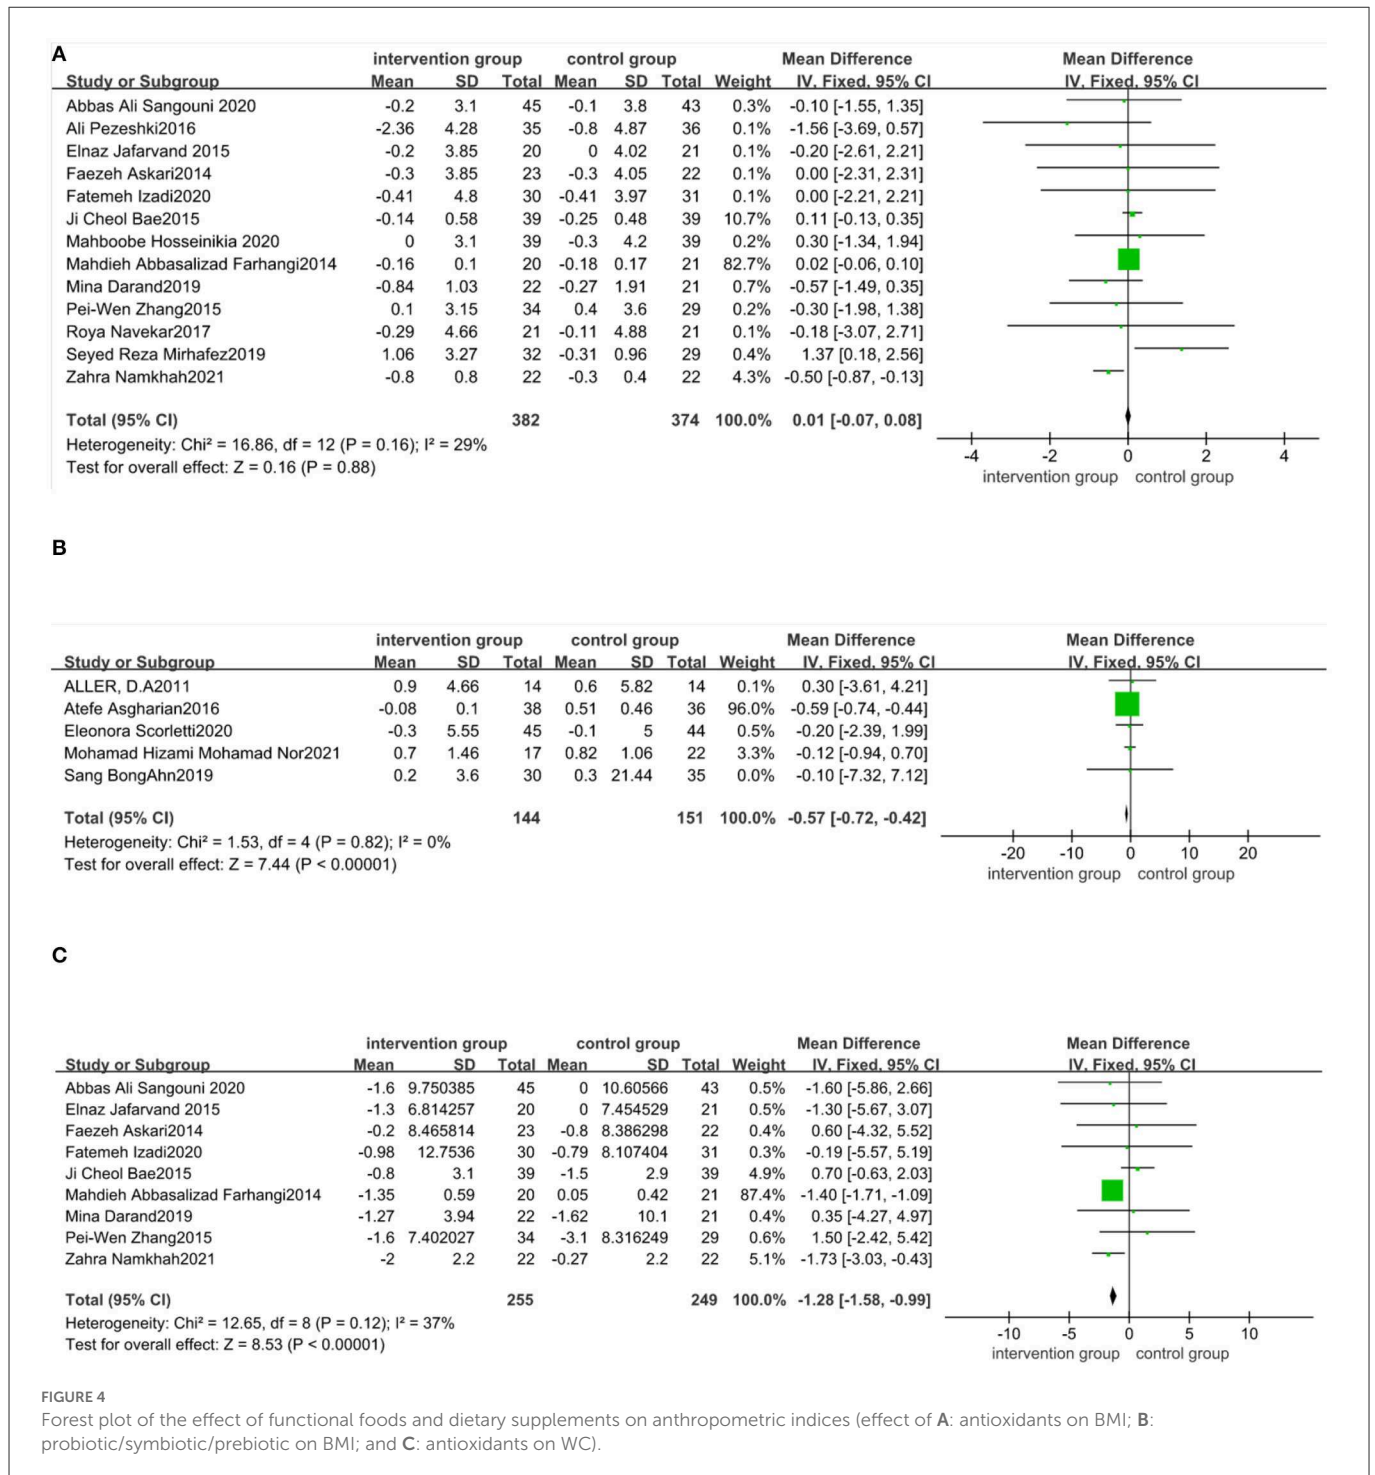 A
intervention group control group Mean Difference Mean Difference
Study or Subgroup Mean SD Total Mean SD Total Weight IV, Fixed, 95% CI IV, Fixed, 95% CI
Abbas Ali Sangouni 2020 -0.2 3.1 45 -0.1 3.8 43 0.3% -0.10 [-1.55, 1.35]
Ali Pezeshki2016 -2.36 4.28 35 -0.8 4.87 36 0.1% -1.56 [-3.69, 0.57]
Elnaz Jafarvand 2015 -0.2 3.85 20 0 4.02 21 0.1% -0.20 [-2.61, 2.21]
Faezeh Askari2014 -0.3 3.85 23 -0.3 4.05 22 0.1% 0.00 [-2.31, 2.31]
Fatemeh Izadi2020 -0.41 4.8 30 -0.41 3.97 31 0.1% 0.00 [-2.21, 2.21]
Ji Cheol Bae2015 -0.14 0.58 39 -0.25 0.48 39 10.7% 0.11 [-0.13, 0.35]
Mahboobe Hosseinikia 2020 0 3.1 39 -0.3 4.2 39 0.2% 0.30 [-1.34, 1.94]
Mahdieh Abbasalizad Farhangi2014 -0.16 0.1 20 -0.18 0.17 21 82.7% 0.02 [-0.06, 0.10]
Mina Darand2019 -0.84 1.03 22 -0.27 1.91 21 0.7% -0.57 [-1.49, 0.35]
Pei-Wen Zhang2015 0.1 3.15 34 0.4 3.6 29 0.2% -0.30 [-1.98, 1.38]
Roya Navekar2017 -0.29 4.66 21 -0.11 4.88 21 0.1% -0.18 [-3.07, 2.71]
Seyed Reza Mirhafez2019 1.06 3.27 32 -0.31 0.96 29 0.4% 1.37 [0.18, 2.56]
Zahra Namkhah2021 -0.8 0.8 22 -0.3 0.4 22 4.3% -0.50 [-0.87, -0.13]
Total (95% CI) 382 374 100.0% 0.01 [-0.07, 0.08]
Heterogeneity: Chi² = 16.86, df = 12 (P = 0.16); I² = 29%
Test for overall effect: Z = 0.16 (P = 0.88)
-4 -2 0 2 4
intervention group control group
B
intervention group control group Mean Difference Mean Difference
Study or Subgroup Mean SD Total Mean SD Total Weight IV, Fixed, 95% CI IV, Fixed, 95% CI
ALLER, D.A2011 0.9 4.66 14 0.6 5.82 14 0.1% 0.30 [-3.61, 4.21]
Atefe Asgharian2016 -0.08 0.1 38 0.51 0.46 36 96.0% -0.59 [-0.74, -0.44]
Eleonora Scorletti2020 -0.3 5.55 45 -0.1 5 44 0.5% -0.20 [-2.39, 1.99]
Mohamad Hizami Mohamad Nor2021 0.7 1.46 17 0.82 1.06 22 3.3% -0.12 [-0.94, 0.70]
Sang BongAhn2019 0.2 3.6 30 0.3 21.44 35 0.0% -0.10 [-7.32, 7.12]
Total (95% CI) 144 151 100.0% -0.57 [-0.72, -0.42]
Heterogeneity: Chi² = 1.53, df = 4 (P = 0.82); I² = 0%
Test for overall effect: Z = 7.44 (P < 0.00001)
-20 -10 0 10 20
intervention group control group
C
intervention group control group Mean Difference Mean Difference
Study or Subgroup Mean SD Total Mean SD Total Weight IV, Fixed, 95% CI IV, Fixed, 95% CI
Abbas Ali Sangouni 2020 -1.6 9.750385 45 0 10.60566 43 0.5% -1.60 [-5.86, 2.66]
Elnaz Jafarvand 2015 -1.3 6.814257 20 0 7.454529 21 0.5% -1.30 [-5.67, 3.07]
Faezeh Askari2014 -0.2 8.465814 23 -0.8 8.386298 22 0.4% 0.60 [-4.32, 5.52]
Fatemeh Izadi2020 -0.98 12.7536 30 -0.79 8.107404 31 0.3% -0.19 [-5.57, 5.19]
Ji Cheol Bae2015 -0.8 3.1 39 -1.5 2.9 39 4.9% 0.70 [-0.63, 2.03]
Mahdieh Abbasalizad Farhangi2014 -1.35 0.59 20 0.05 0.42 21 87.4% -1.40 [-1.71, -1.09]
Mina Darand2019 -1.27 3.94 22 -1.62 10.1 21 0.4% 0.35 [-4.27, 4.97]
Pei-Wen Zhang2015 -1.6 7.402027 34 -3.1 8.316249 29 0.6% 1.50 [-2.42, 5.42]
Zahra Namkhah2021 -2 2.2 22 -0.27 2.2 22 5.1% -1.73 [-3.03, -0.43]
Total (95% CI) 255 249 100.0% -1.28 [-1.58, -0.99]
Heterogeneity: Chi² = 12.65, df = 8 (P = 0.12); I² = 37%
Test for overall effect: Z = 8.53 (P < 0.00001)
-10 -5 0 5 10
intervention group control group
FIGURE 4
Forest plot of the effect of functional foods and dietary supplements on anthropometric indices (effect of A: antioxidants on BMI; B:
probiotic/symbiotic/prebiotic on BMI; and C: antioxidants on WC).